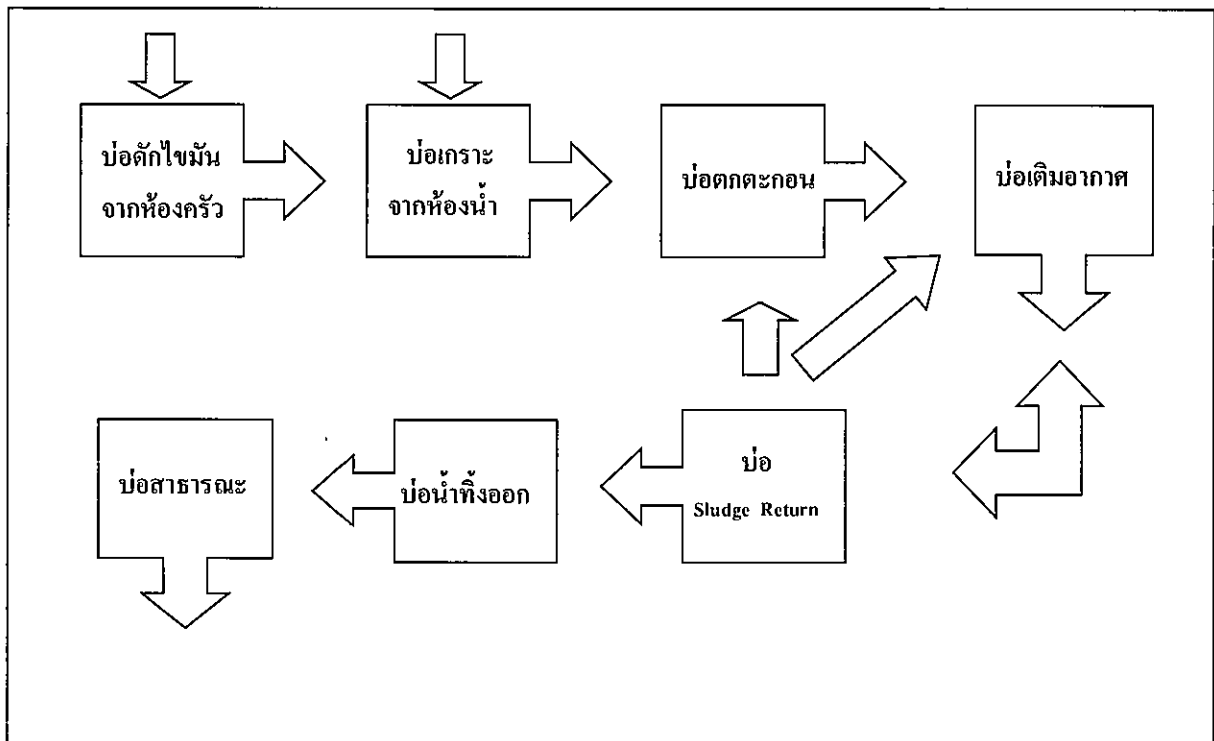 บ่อดักไขมัน
จากห้องครัว
บ่อเกราะ
จากห้องน้ำ
บ่อตกตะกอน
บ่อเติมอากาศ
บ่อสาธารณะ
บ่อน้ำทิ้งออก
บ่อ
Sludge Return